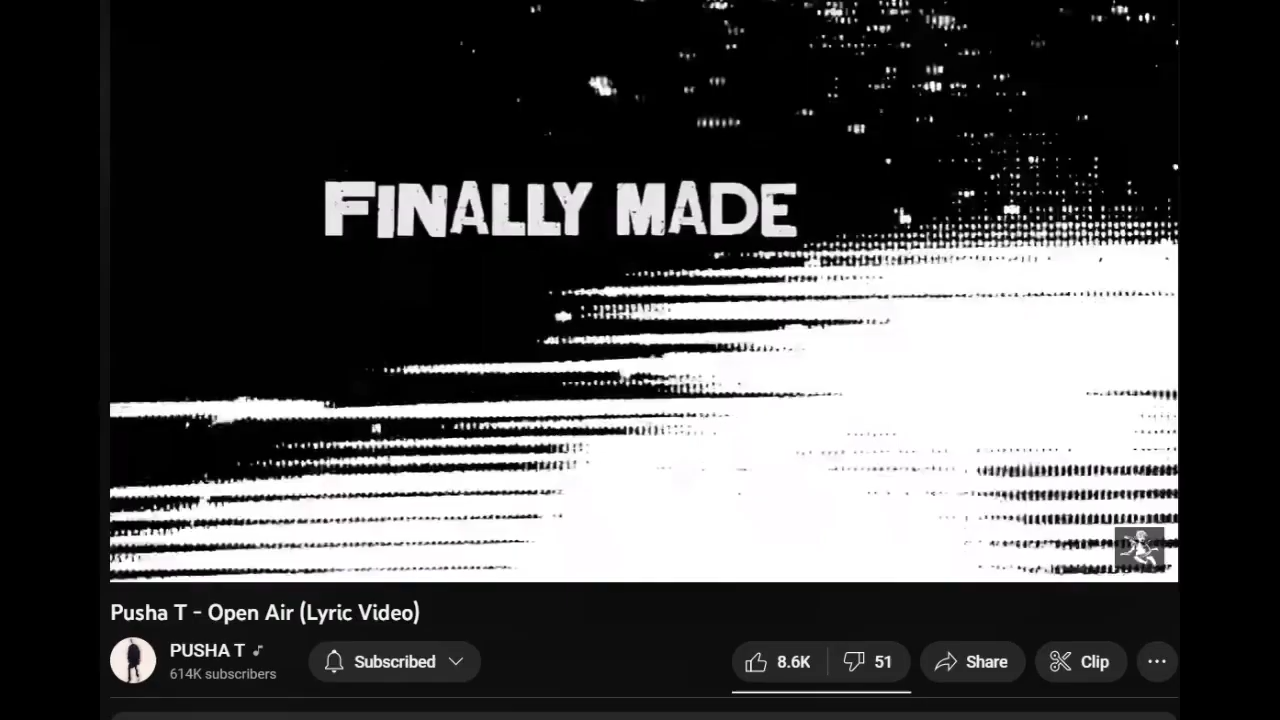 FINALLY MADE
Pusha T - Open Air (Lyric Video)
PUSHA T
614K subscribers
Subscribed
8.6K
51
Share
Clip